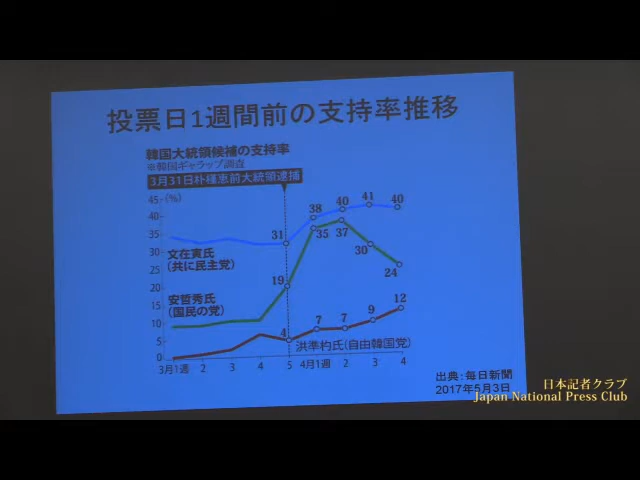 投票日1週間前の支持率推移
韓国大統領候補の支持率
※韓国ギャラップ調査
3月31日朴槿恵前大統領逮捕
45 (%)
40
35
30
25
20
15
10
5
0
31
38
40
41
40
文在寅氏
(共に民主党)
19
35
37
30
24
安哲秀氏
(国民の党)
4
7
7
9
12
洪準杓氏(自由韓国党)
3月1週 2 3 4 5 4月1週 2 3 4
出典:毎日新聞
2017年5月3日
日本記者クラブ
Japan National Press Club